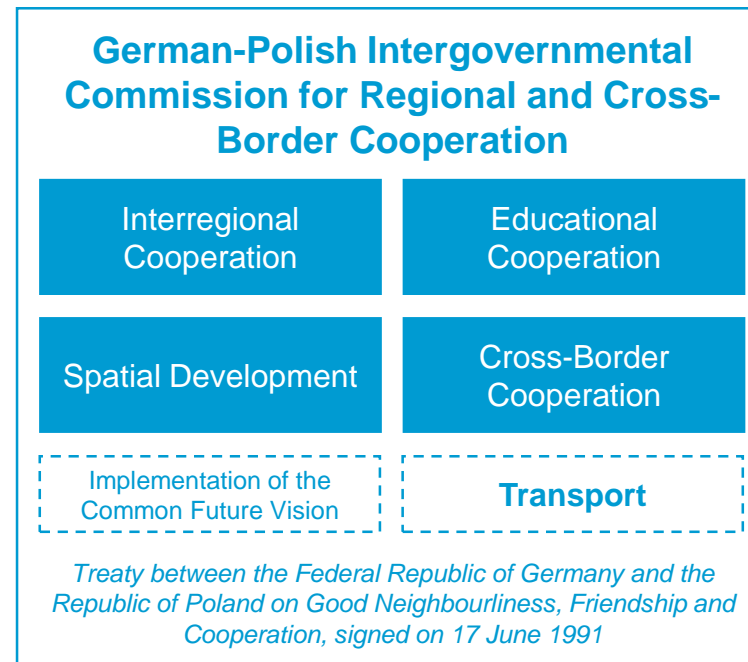 German-Polish Intergovernmental
Commission for Regional and Cross-
Border Cooperation
Interregional
Cooperation
Educational
Cooperation
Spatial Development
Cross-Border
Cooperation
Implementation of the
Common Future Vision
Transport
Treaty between the Federal Republic of Germany and the
Republic of Poland on Good Neighbourliness, Friendship and
Cooperation, signed on 17 June 1991